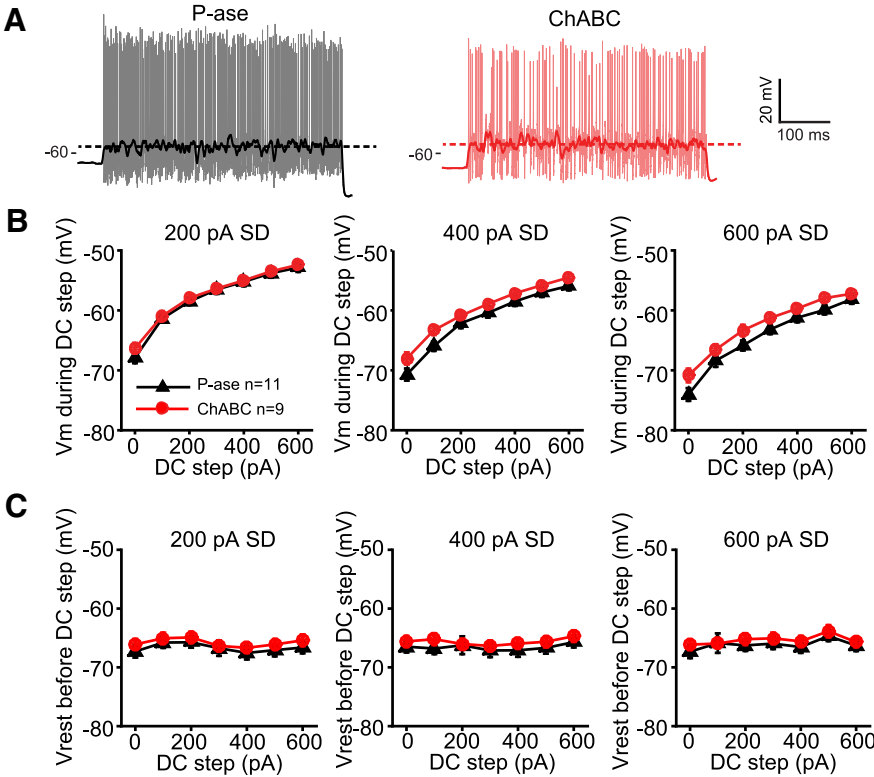 A
P-ase
ChABC
20 mV
100 ms
-60
-60
B
200 pA SD
400 pA SD
600 pA SD
Vm during DC step (mV)
-50
-60
-70
-80
P-ase n=11
ChABC n=9
0 200 400 600
DC step (pA)
Vm during DC step (mV)
-50
-60
-70
-80
0 200 400 600
DC step (pA)
Vm during DC step (mV)
-50
-60
-70
-80
0 200 400 600
DC step (pA)
C
200 pA SD
400 pA SD
600 pA SD
Vrest before DC step (mV)
-50
-60
-70
-80
0 200 400 600
DC step (pA)
Vrest before DC step (mV)
-50
-60
-70
-80
0 200 400 600
DC step (pA)
Vrest before DC step (mV)
-50
-60
-70
-80
0 200 400 600
DC step (pA)